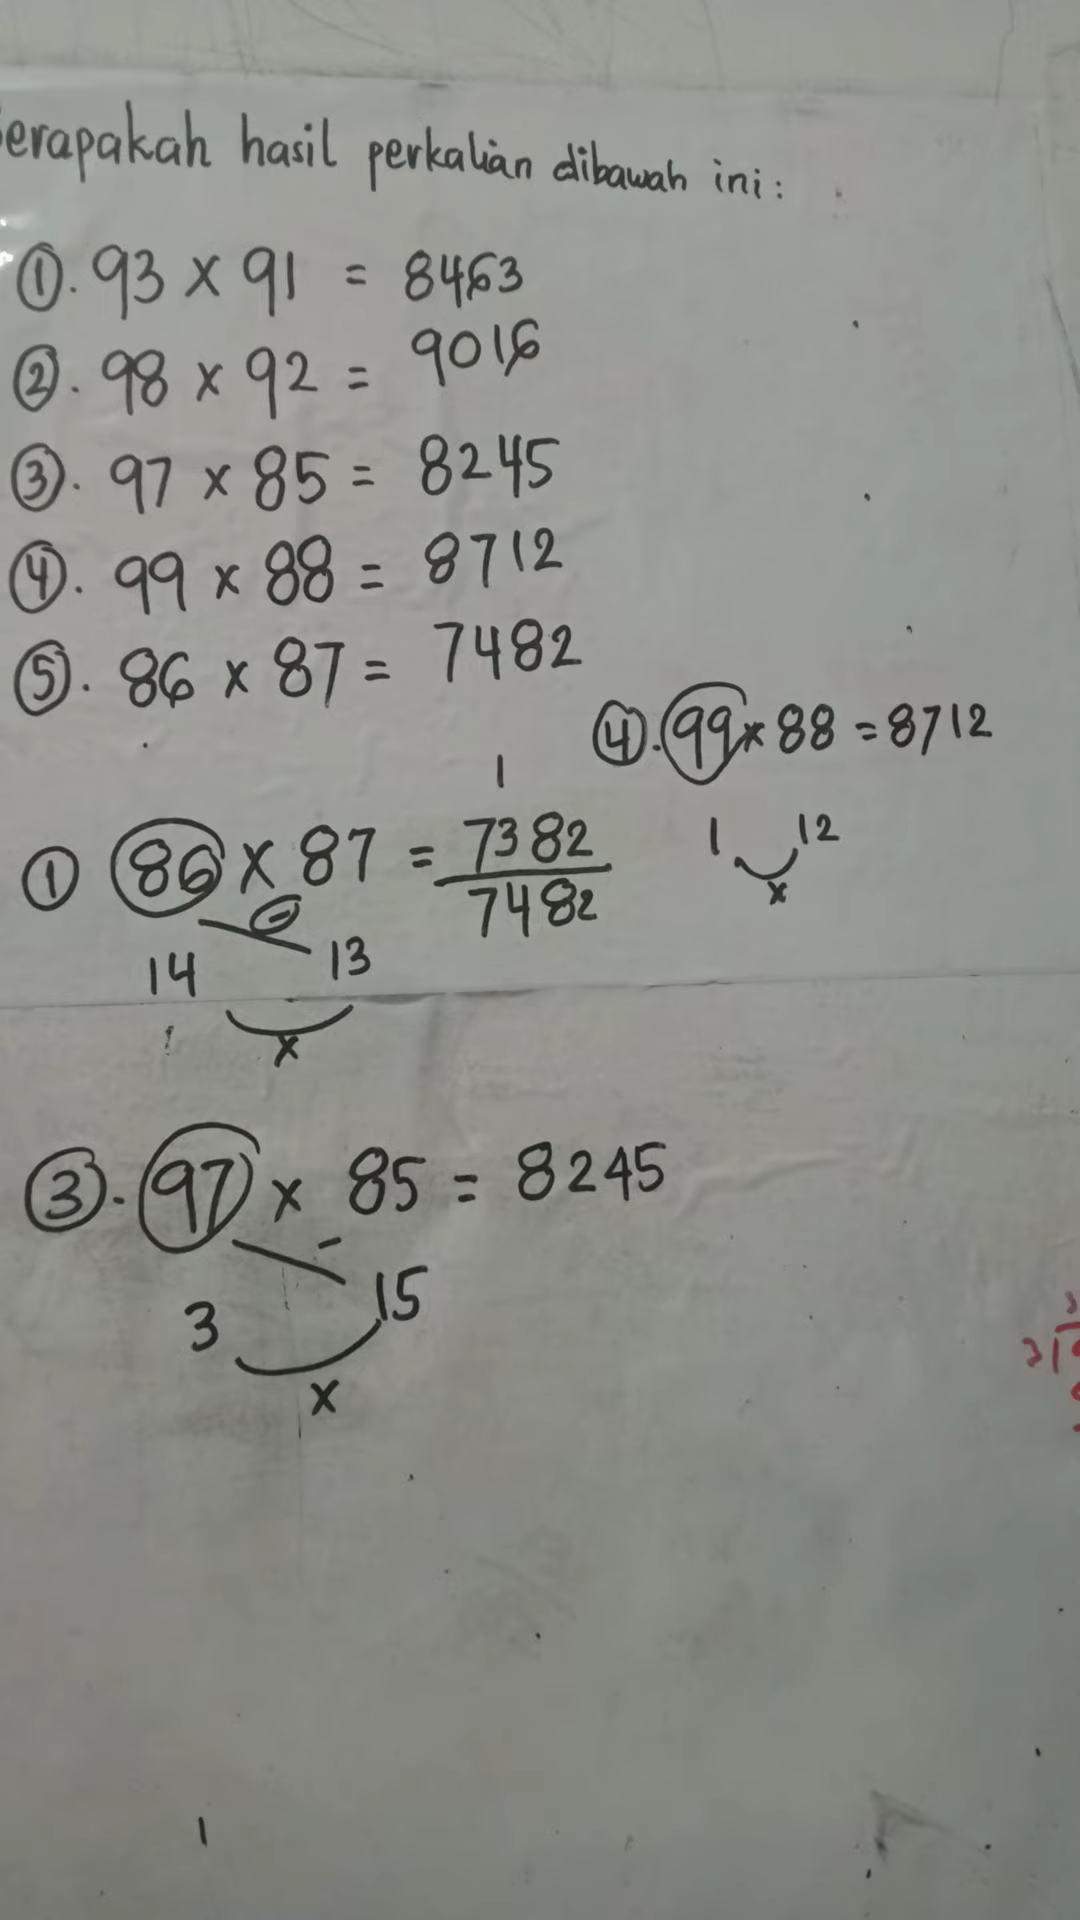 Berapakah hasil perkalian dibawah ini:
①. 93 x 91 = 8463
②. 98 x 92 = 9016
③. 97 x 85 = 8245
④. 99 x 88 = 8712
⑤. 86 x 87 = 7482
④. 99 x 88 = 8712
1 12
x
1
① 86 x 87 = 7382
7482
-
14 13
x
③. 97 x 85 = 8245
-
3 15
x
1